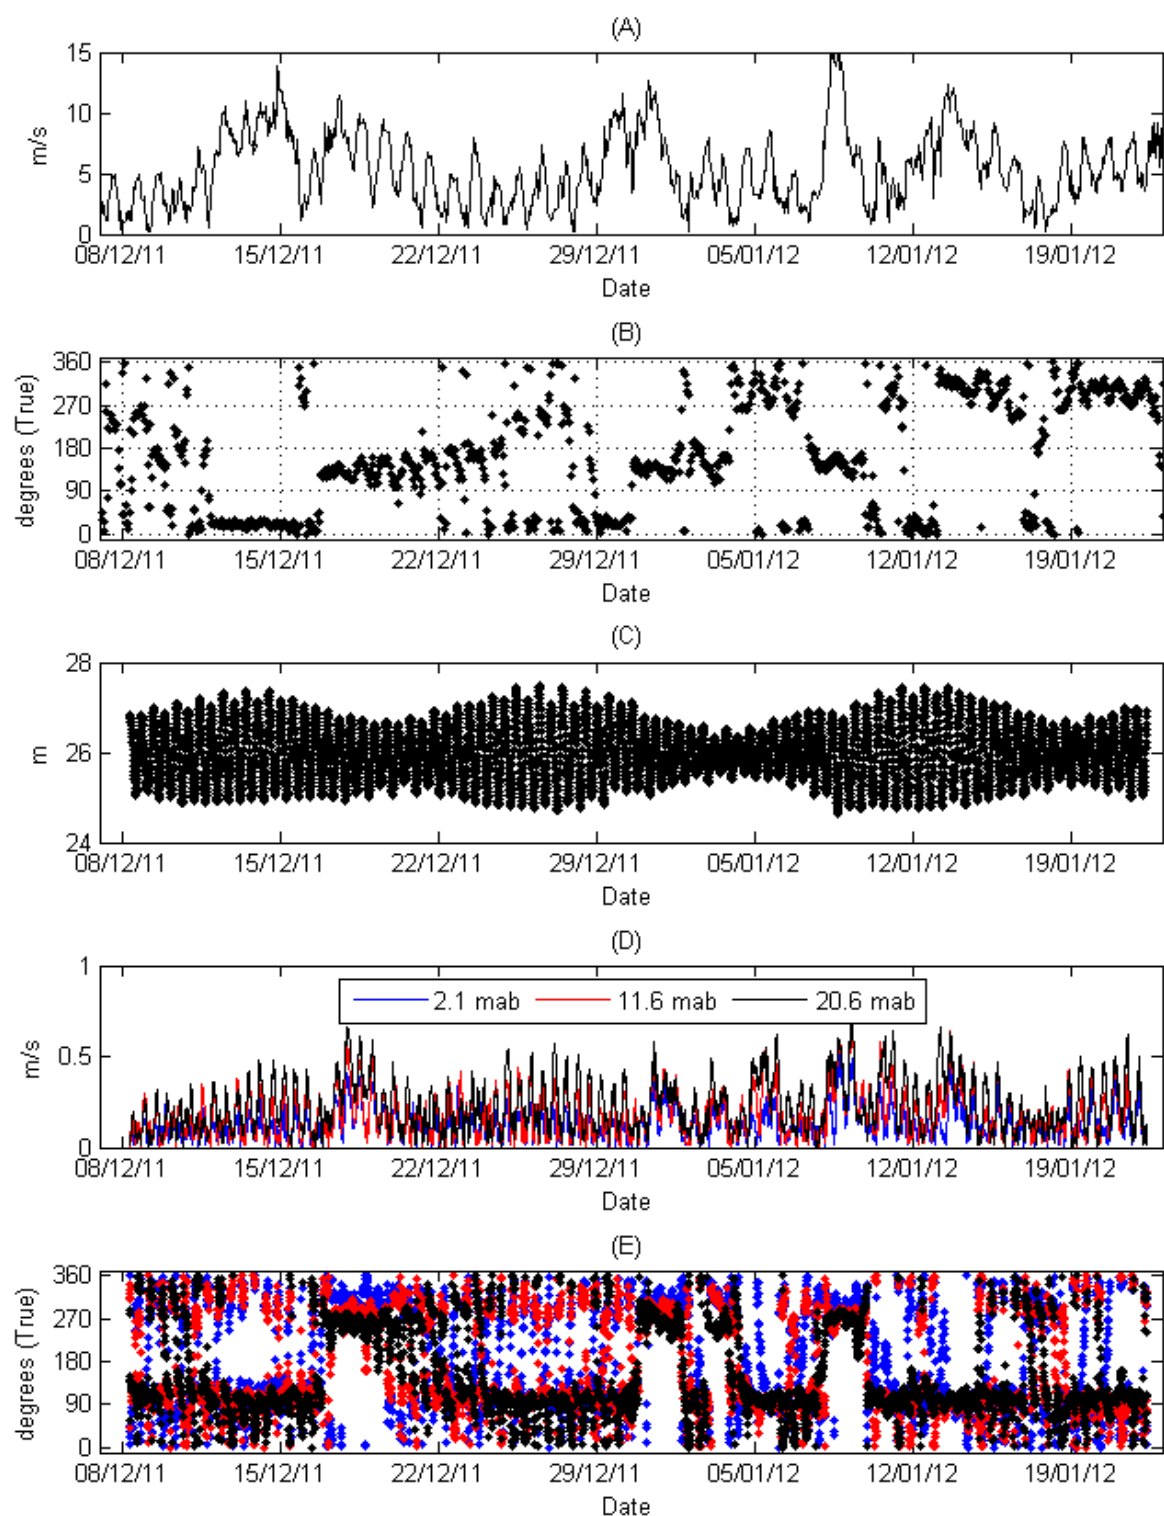 (A)
15
10
5
0
m/s
08/12/11 15/12/11 22/12/11 29/12/11 05/01/12 12/01/12 19/01/12
Date
(B)
360
270
180
90
0
degrees (True)
08/12/11 15/12/11 22/12/11 29/12/11 05/01/12 12/01/12 19/01/12
Date
(C)
28
26
24
m
08/12/11 15/12/11 22/12/11 29/12/11 05/01/12 12/01/12 19/01/12
Date
(D)
1
0.5
0
m/s
2.1 mab 11.6 mab 20.6 mab
08/12/11 15/12/11 22/12/11 29/12/11 05/01/12 12/01/12 19/01/12
Date
(E)
360
270
180
90
0
degrees (True)
08/12/11 15/12/11 22/12/11 29/12/11 05/01/12 12/01/12 19/01/12
Date